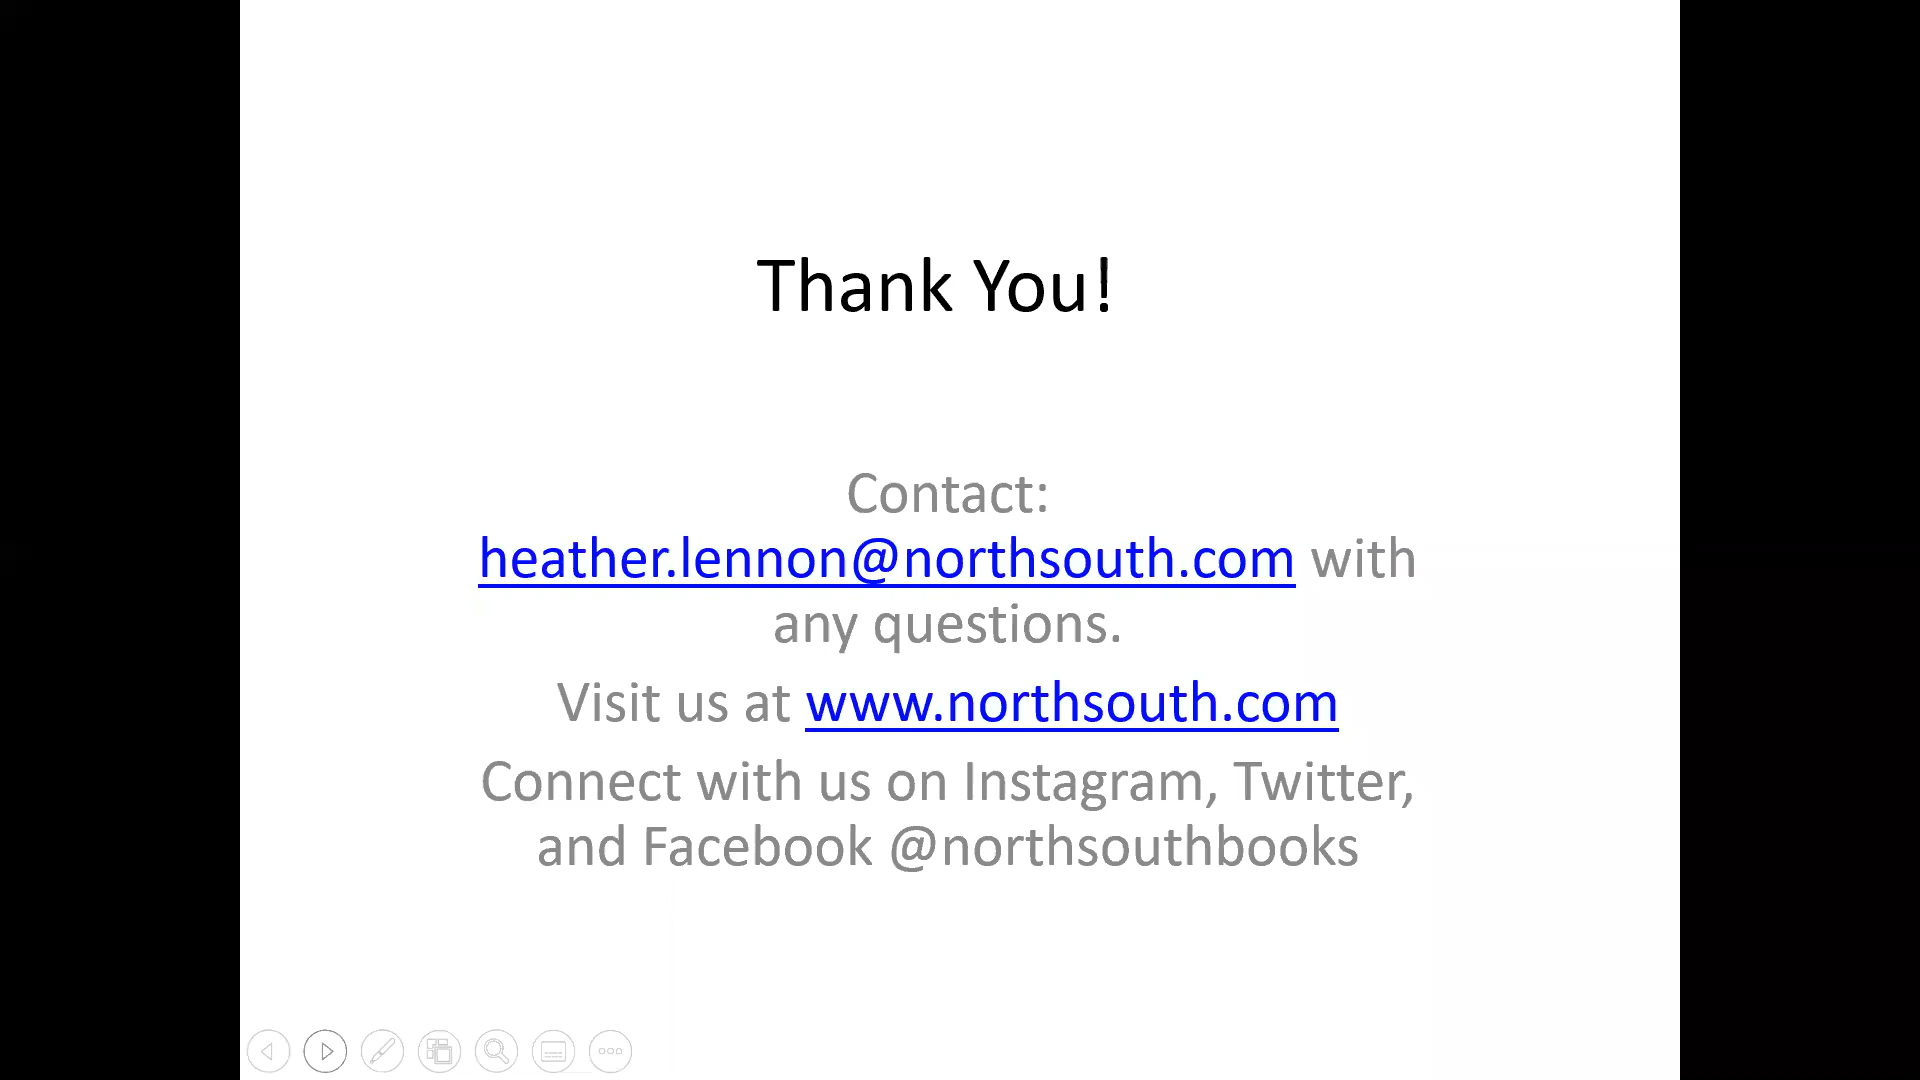 Thank You!
Contact:
heather.lennon@northsouth.com with
any questions.
Visit us at www.northsouth.com
Connect with us on Instagram, Twitter,
and Facebook @northsouthbooks